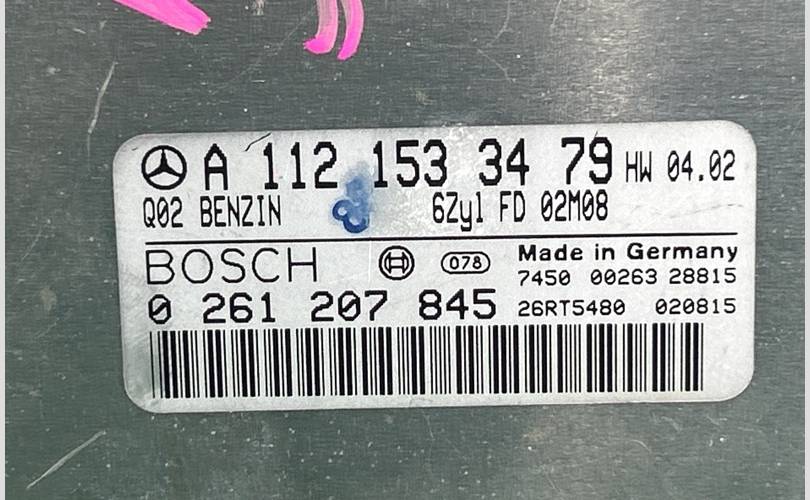 A 112 153 34 79 HW 04.02
Q02 BENZIN 6Zyl FD 02M08
BOSCH 078 Made in Germany
7450 00263 28815
0 261 207 845 26RT5480 020815